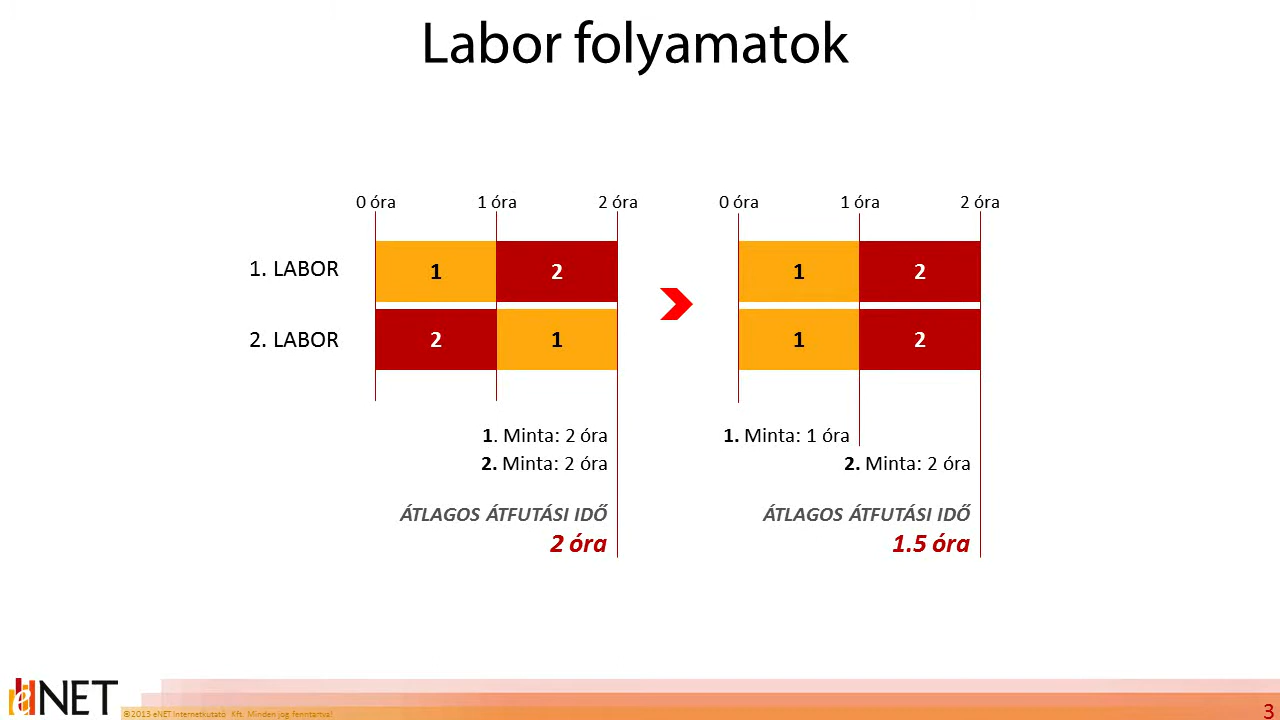 Labor folyamatok
0 óra 1 óra 2 óra 0 óra 1 óra 2 óra
1. LABOR 1 2 1 2
2. LABOR 2 1 1 2
1. Minta: 2 óra 1. Minta: 1 óra
2. Minta: 2 óra 2. Minta: 2 óra
ÁTLAGOS ÁTFUTÁSI IDŐ ÁTLAGOS ÁTFUTÁSI IDŐ
2 óra 1.5 óra
eNET ©2013 eNET Internetkutató Kft. Minden jog fenntartva! 3